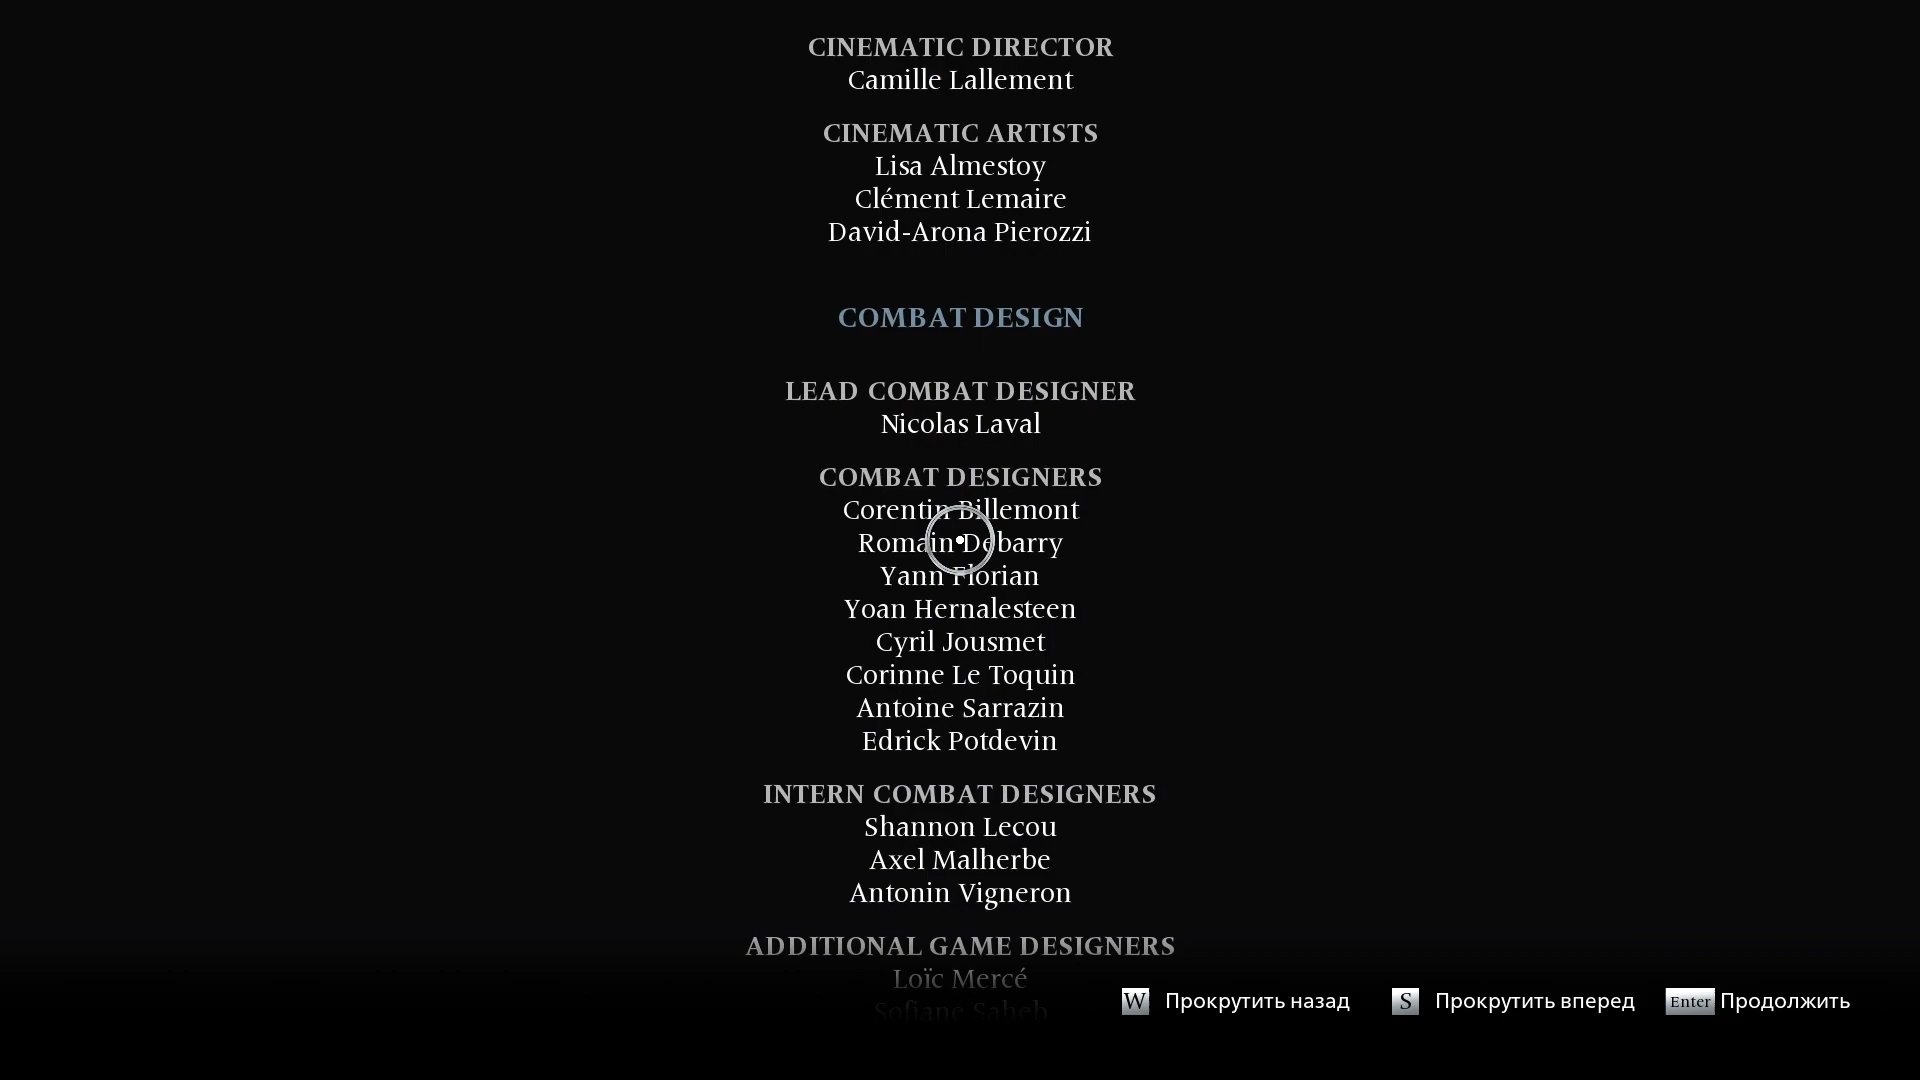 CINEMATIC DIRECTOR
Camille Lallement
CINEMATIC ARTISTS
Lisa Almestoy
Clément Lemaire
David-Arona Pierozzi
COMBAT DESIGN
LEAD COMBAT DESIGNER
Nicolas Laval
COMBAT DESIGNERS
Corentin Billemont
Romain Debarry
Yann Florian
Yoan Hernalesteen
Cyril Jousmet
Corinne Le Toquin
Antoine Sarrazin
Edrick Potdevin
INTERN COMBAT DESIGNERS
Shannon Lecou
Axel Malherbe
Antonin Vigneron
ADDITIONAL GAME DESIGNERS
Loïc Mercé
Sofiane Saheb
W Прокрутить назад S Прокрутить вперед Enter Продолжить